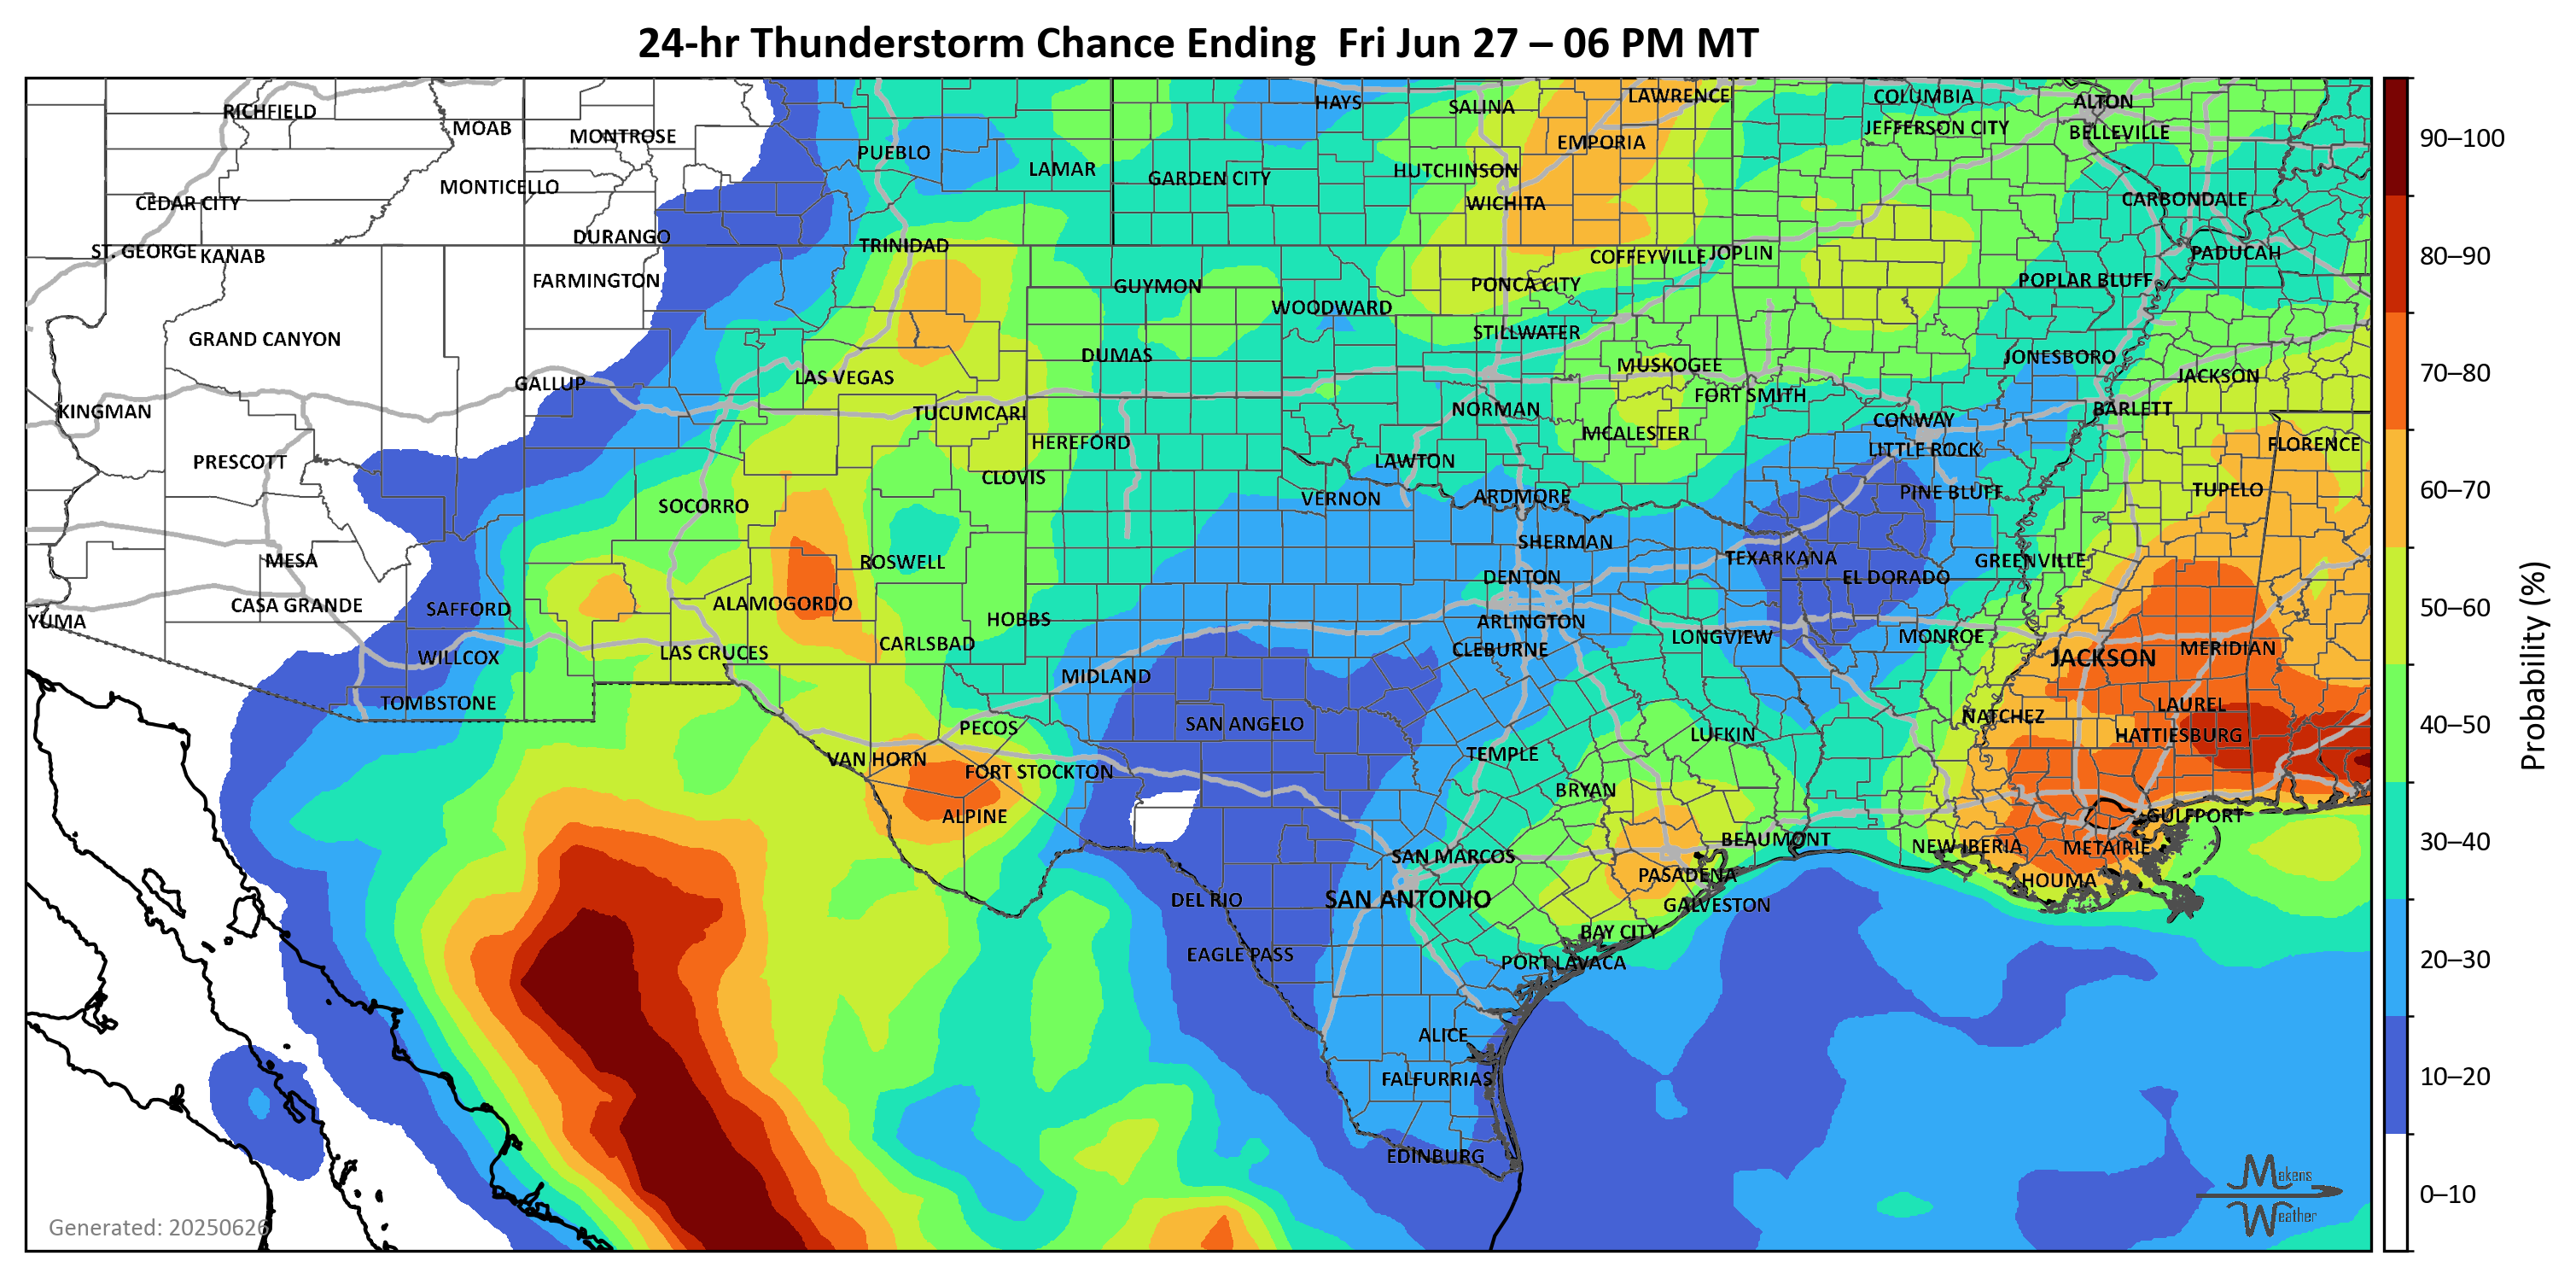 24-hr Thunderstorm Chance Ending Fri Jun 27 – 06 PM MT
RICHFIELD
MOAB
MONTROSE
PUEBLO
LAMAR
HAYS
SALINA
LAWRENCE
EMPORIA
COLUMBIA
JEFFERSON CITY
ALTON
BELLEVILLE
90–100
CEDAR CITY
MONTICELLO
GARDEN CITY
HUTCHINSON
WICHITA
CARBONDALE
ST. GEORGE
KANAB
DURANGO
TRINIDAD
COFFEYVILLE
JOPLIN
PADUCAH
80–90
FARMINGTON
GUYMON
WOODWARD
PONCA CITY
POPLAR BLUFF
GRAND CANYON
STILLWATER
DUMAS
MUSKOGEE
JONESBORO
70–80
GALLUP
LAS VEGAS
JACKSON
KINGMAN
TUCUMCARI
NORMAN
FORT SMITH
CONWAY
BARLETT
PRESCOTT
HEREFORD
MCALESTER
LITTLE ROCK
FLORENCE
CLOVIS
LAWTON
SOCORRO
VERNON
ARDMORE
PINE BLUFF
TUPELO
60–70
MESA
ROSWELL
SHERMAN
TEXARKANA
GREENVILLE
CASA GRANDE
SAFFORD
ALAMOGORDO
DENTON
EL DORADO
YUMA
HOBBS
ARLINGTON
50–60
WILLCOX
LAS CRUCES
CARLSBAD
CLEBURNE
LONGVIEW
MONROE
JACKSON
MERIDIAN
TOMBSTONE
MIDLAND
PECOS
SAN ANGELO
LUFKIN
NATCHEZ
LAUREL
HATTIESBURG
40–50
VAN HORN
FORT STOCKTON
TEMPLE
BRYAN
ALPINE
BEAUMONT
GULFPORT
SAN MARCOS
NEW IBERIA
METAIRIE
30–40
DEL RIO
SAN ANTONIO
PASADENA
GALVESTON
HOUMA
EAGLE PASS
BAY CITY
PORT LAVACA
20–30
ALICE
FALFURRIAS
10–20
EDINBURG
Makens
Weather
0–10
Generated: 20250626
Probability (%)